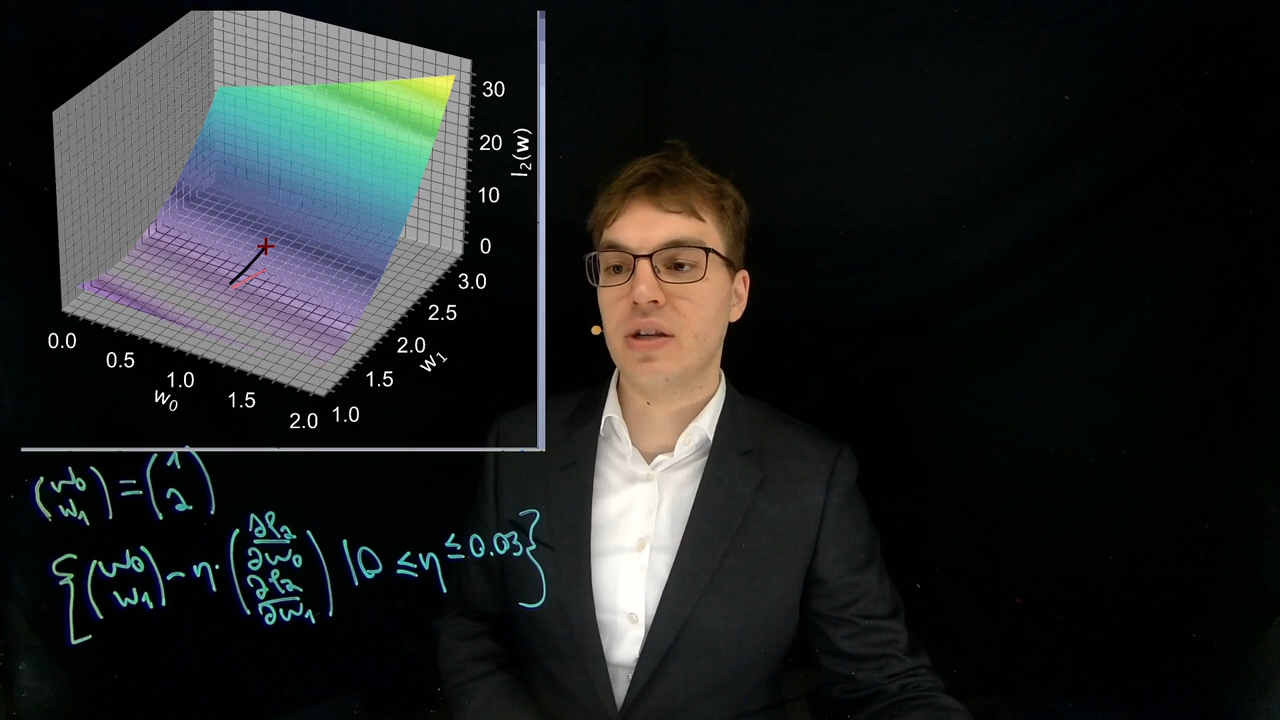 30
20
10
0
l₂(w)
3.0
2.5
2.0
1.5
1.0
w₁
0.0
0.5
1.0
1.5
2.0
w₀
(w₀ w₁) = (1 2)
{(w₀ w₁) - η · (∂l₂/∂w₀ ∂l₂/∂w₁) | 0 ≤ η ≤ 0.03}